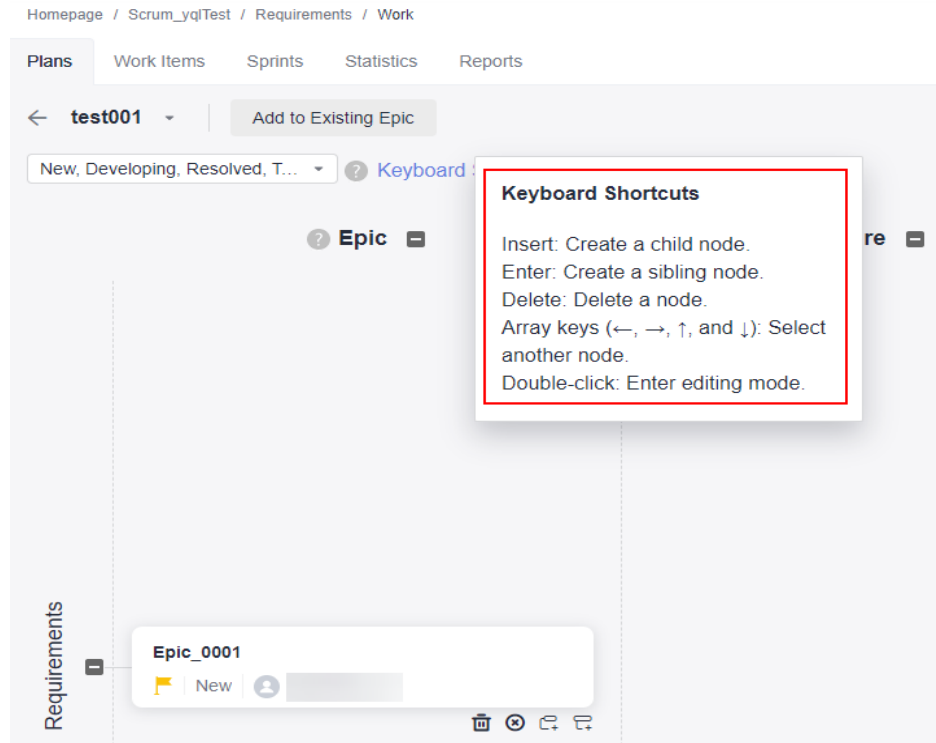 Homepage / Scrum_yqlTest / Requirements / Work
Plans Work Items Sprints Statistics Reports
← test001 Add to Existing Epic
New, Developing, Resolved, T... ? Keyboard
Keyboard Shortcuts
? Epic re
Insert: Create a child node.
Enter: Create a sibling node.
Delete: Delete a node.
Array keys (←, →, ↑, and ↓): Select
another node.
Double-click: Enter editing mode.
Requirements
Epic_0001
New